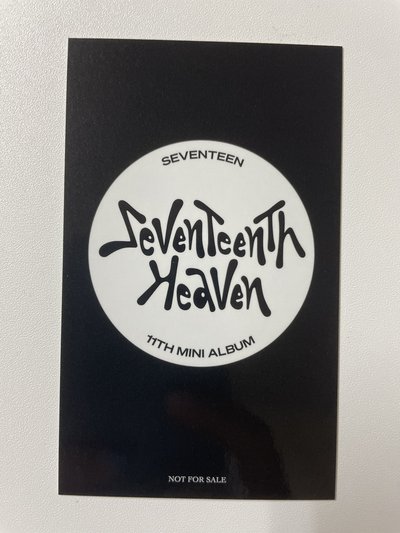 SEVENTEEN
SevenTeenTh
Heaven
11TH MINI ALBUM
NOT FOR SALE